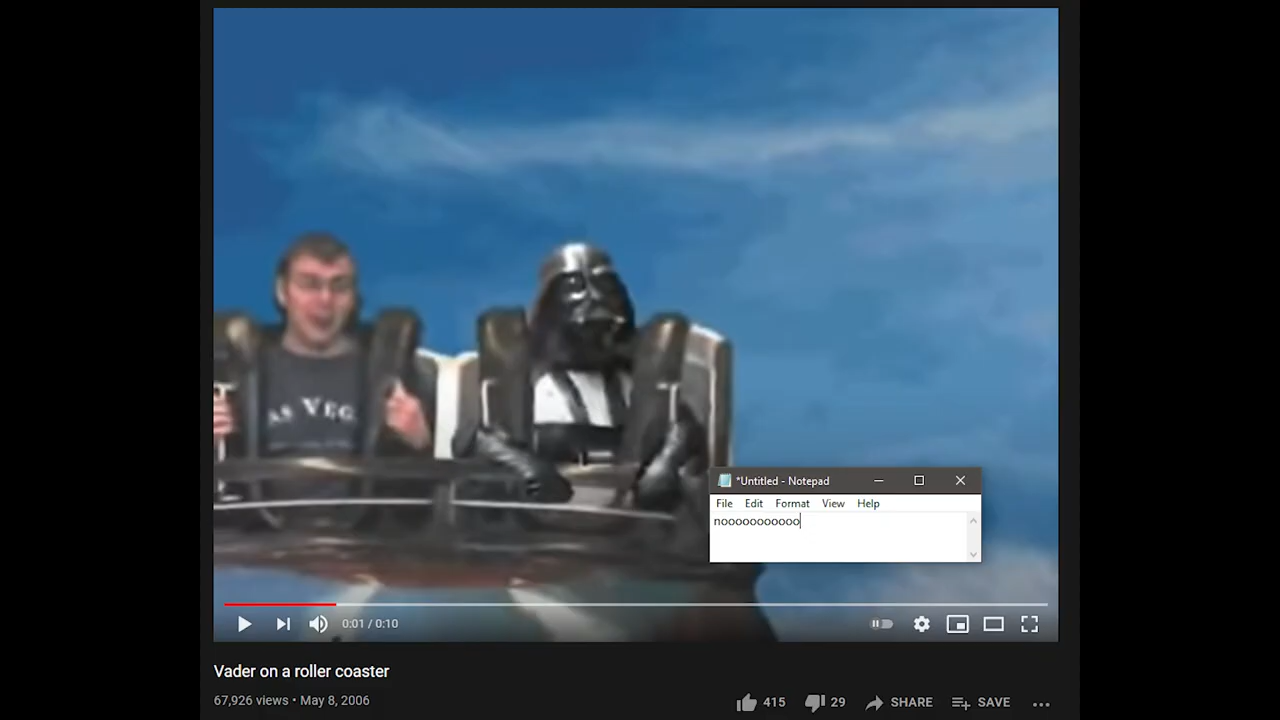 AS VEG
*Untitled - Notepad
File Edit Format View Help
nooooooooooo
0:01 / 0:10
Vader on a roller coaster
67,926 views • May 8, 2006
415 29 SHARE SAVE